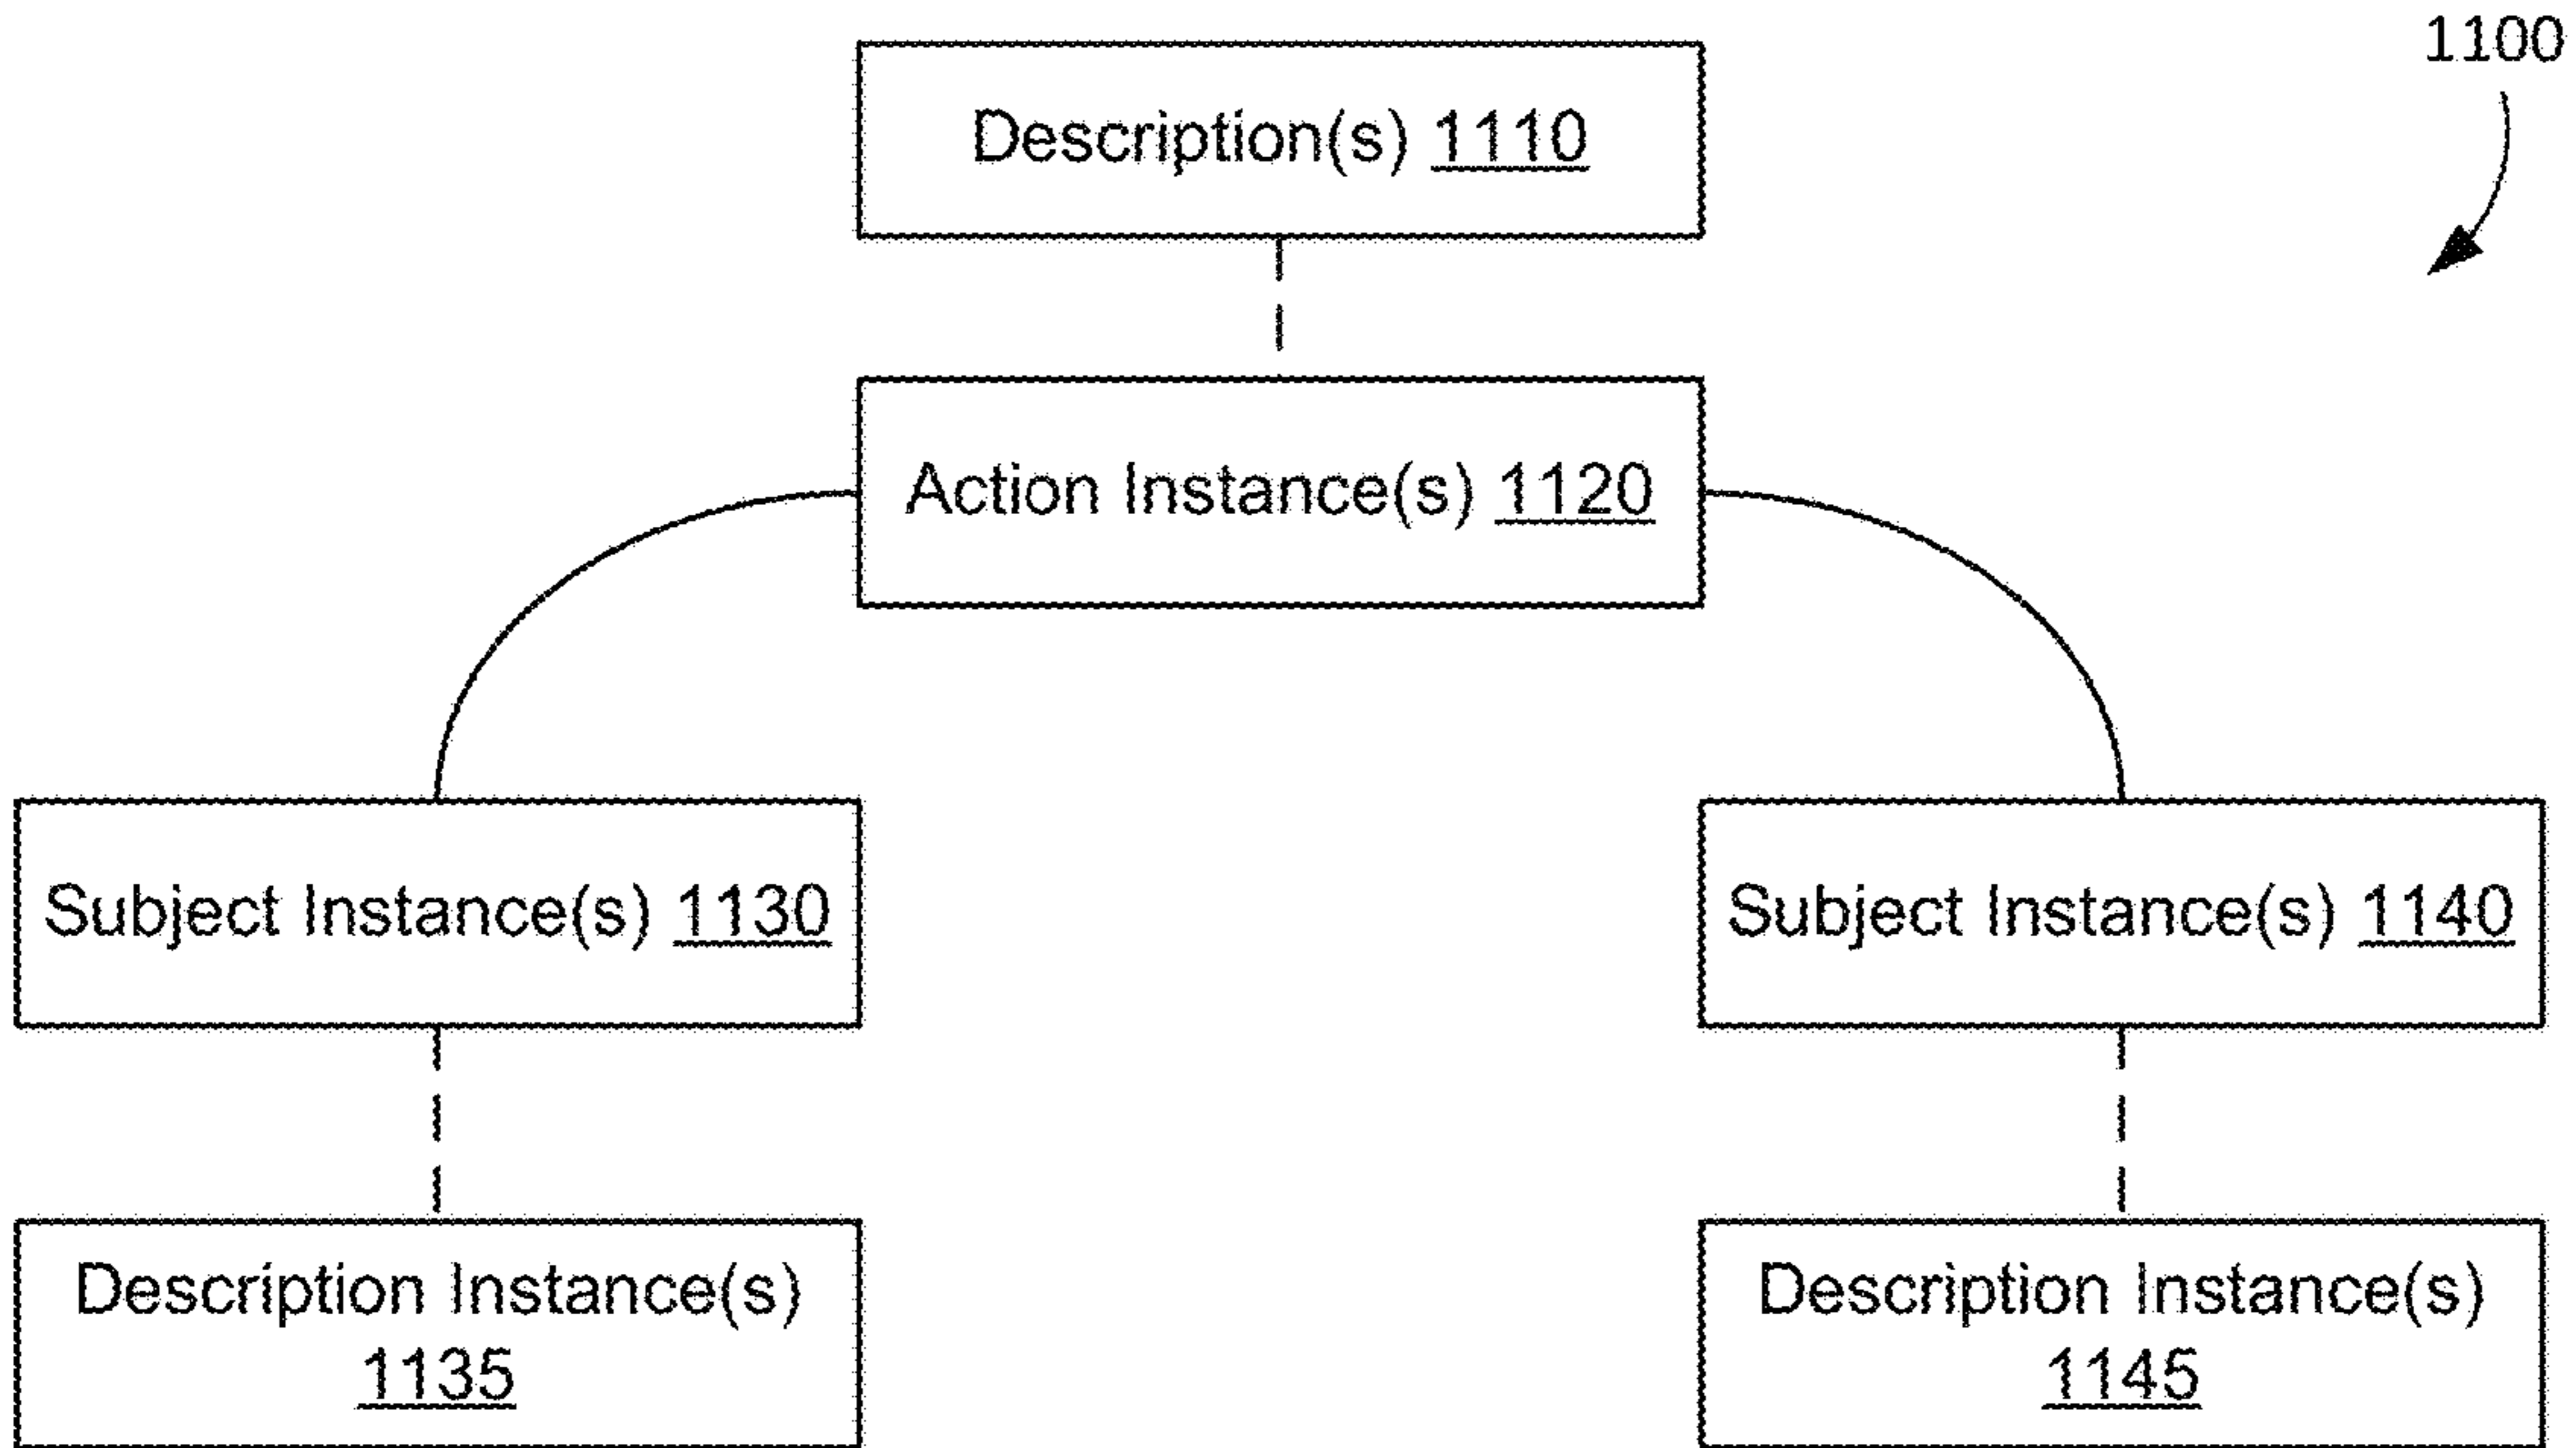 1100
Description(s) 1110
Action Instance(s) 1120
Subject Instance(s) 1130
Subject Instance(s) 1140
Description Instance(s)
1135
Description Instance(s)
1145